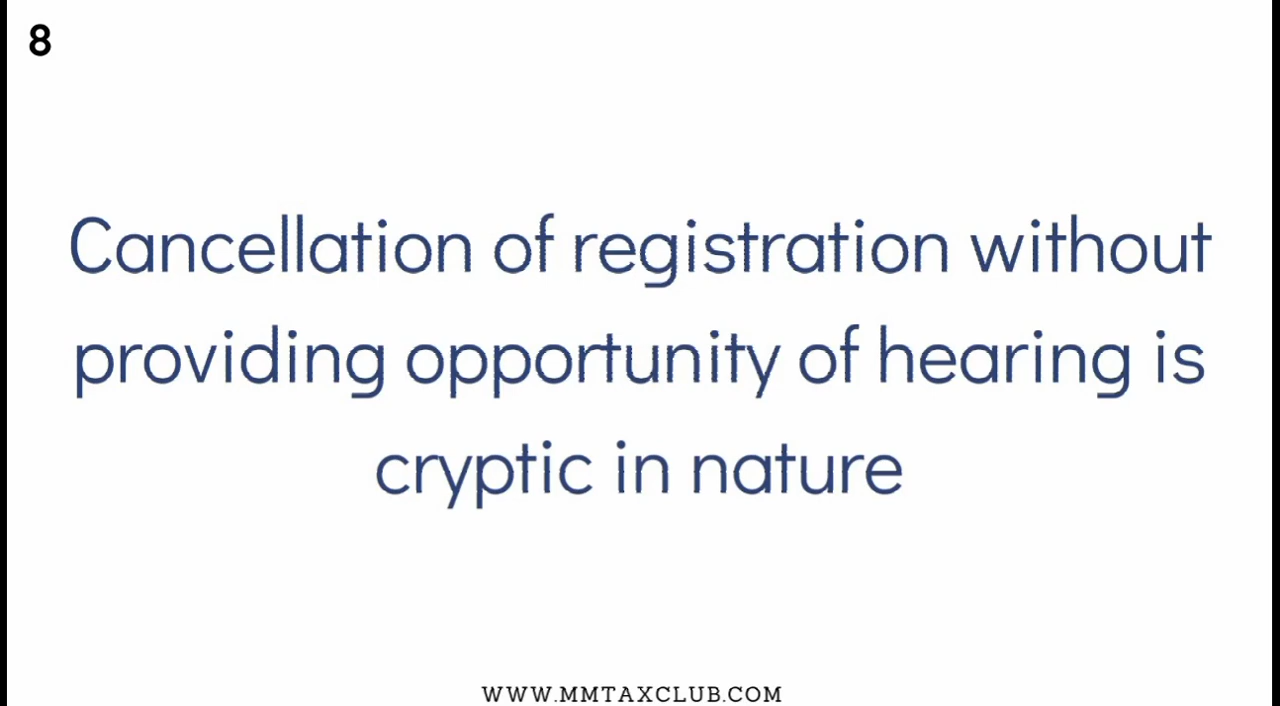 8
Cancellation of registration without
providing opportunity of hearing is
cryptic in nature
WWW.MMTAXCLUB.COM